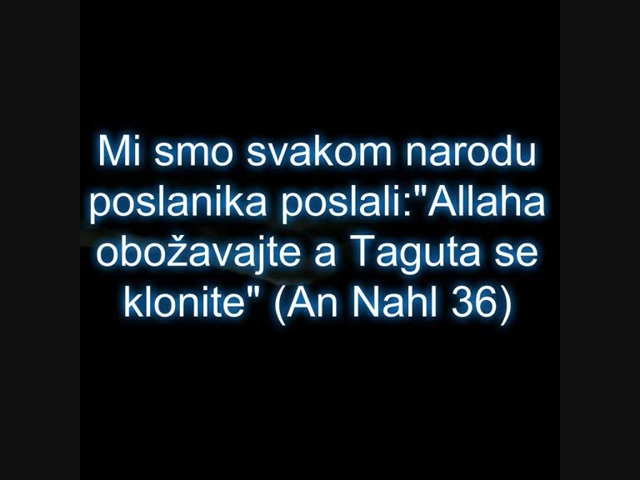 Mi smo svakom narodu
poslanika poslali:"Allaha
obožavajte a Taguta se
klonite" (An Nahl 36)